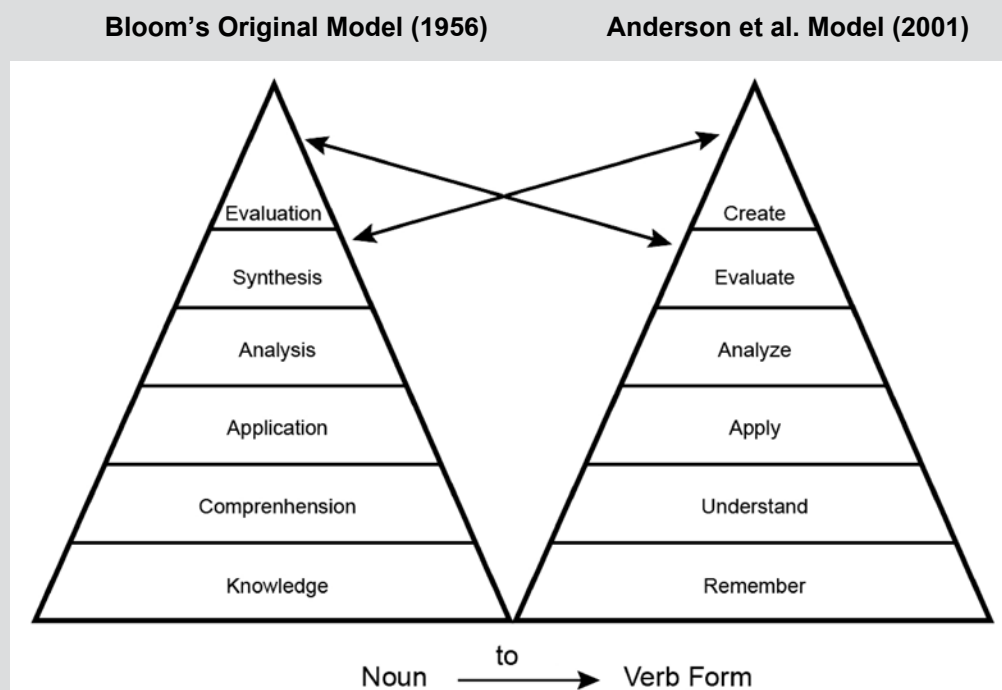 Bloom’s Original Model (1956)
Anderson et al. Model (2001)
Evaluation
Synthesis
Analysis
Application
Comprenhension
Knowledge
Create
Evaluate
Analyze
Apply
Understand
Remember
Noun to Verb Form